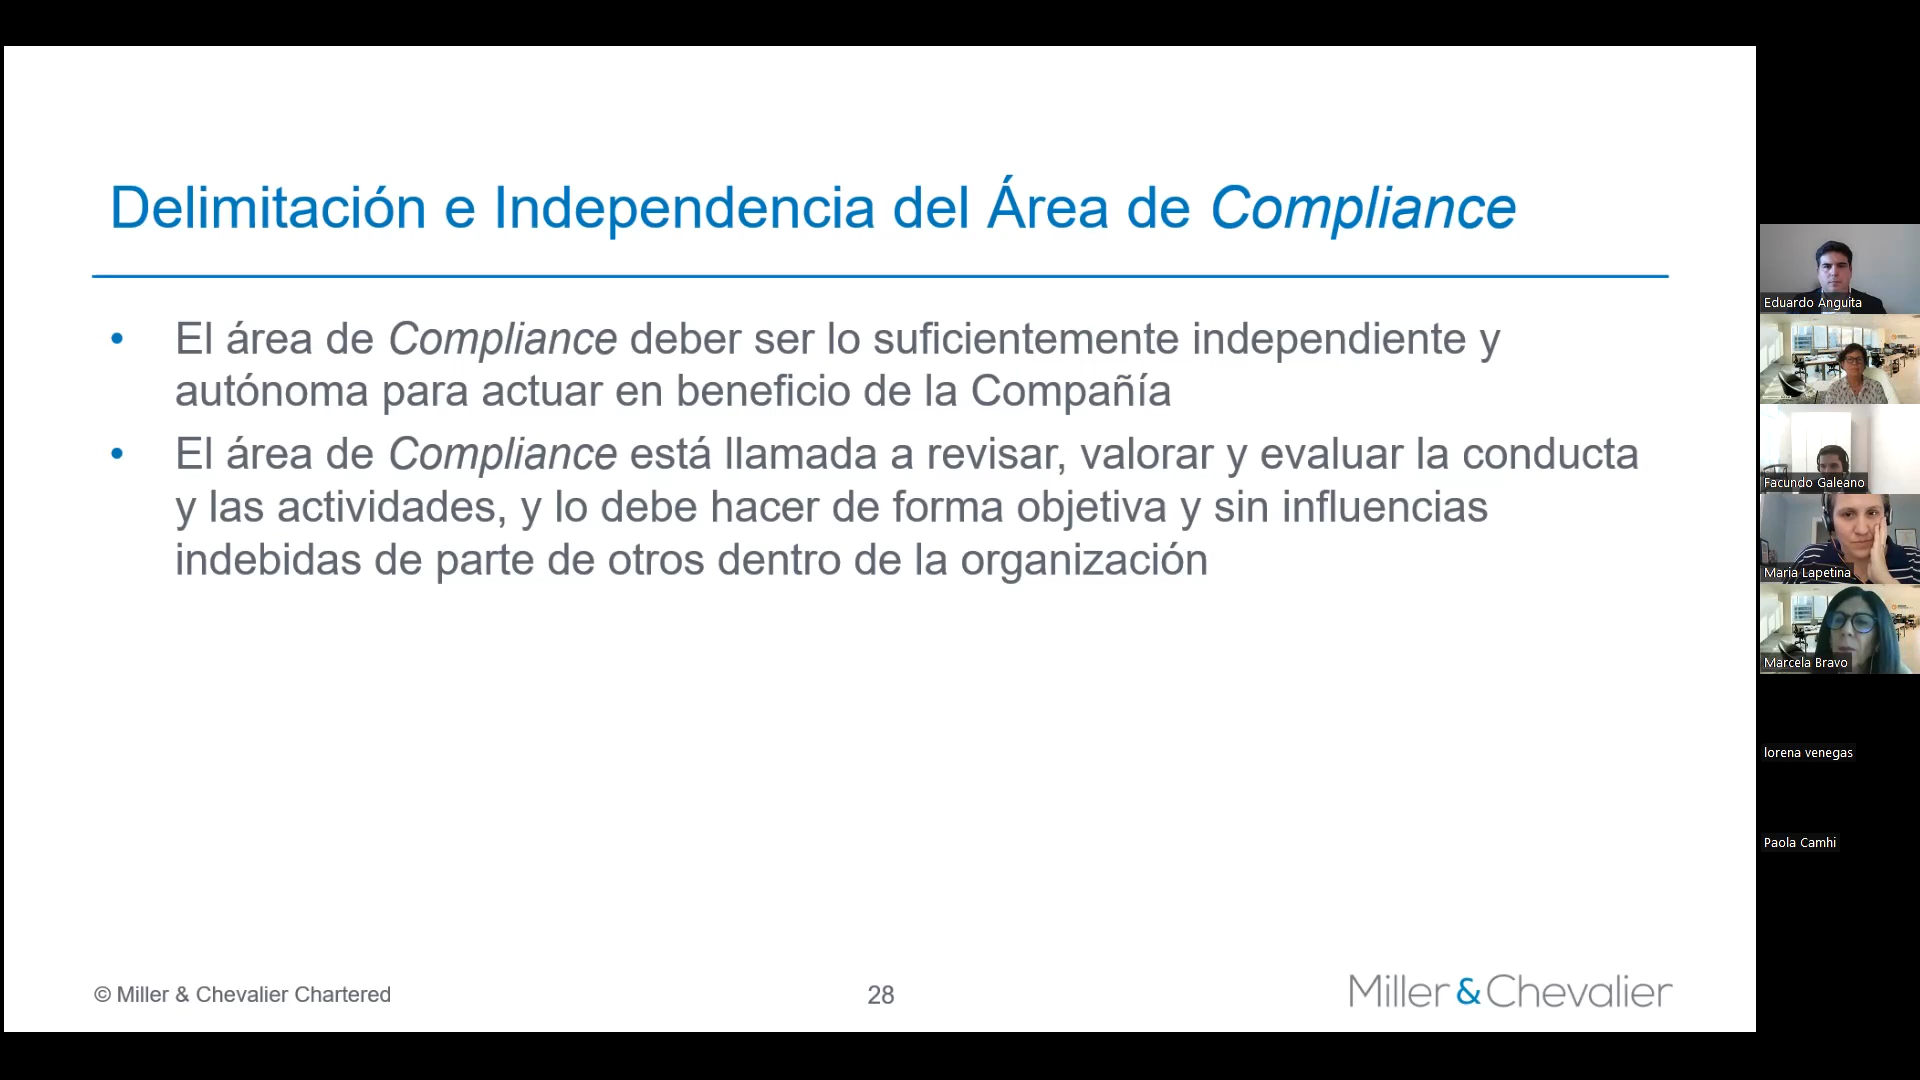 Delimitación e Independencia del Área de Compliance
• El área de Compliance deber ser lo suficientemente independiente y
autónoma para actuar en beneficio de la Compañía
• El área de Compliance está llamada a revisar, valorar y evaluar la conducta
y las actividades, y lo debe hacer de forma objetiva y sin influencias
indebidas de parte de otros dentro de la organización
© Miller & Chevalier Chartered
28
Miller & Chevalier
Eduardo Anguita
Facundo Galeano
Maria Lapetina
Marcela Bravo
lorena venegas
Paola Camhi